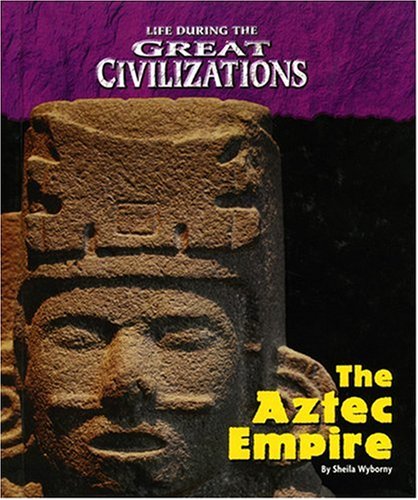 LIFE DURING THE
GREAT
CIVILIZATIONS
The
Aztec
Empire
By Sheila Wyborny